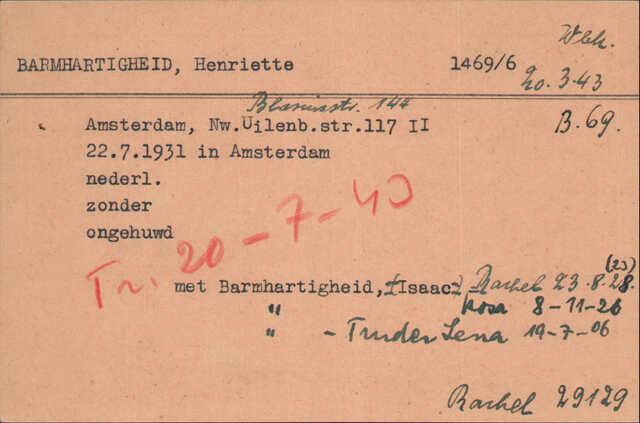 Wbk.
BARMHARTIGHEID, Henriette 1469/6
20.3.43
Blasiusstr. 144
Amsterdam, Nw.Uilenb.str.117 II B.69.
22.7.1931 in Amsterdam
nederl.
zonder
ongehuwd
Tr. 20-7-43
(23)
met Barmhartigheid, (Isaac) Rachel 23.8.28.
" Rosa 8-11-26
" - Truder Lena 19-7-06
Rachel 29129